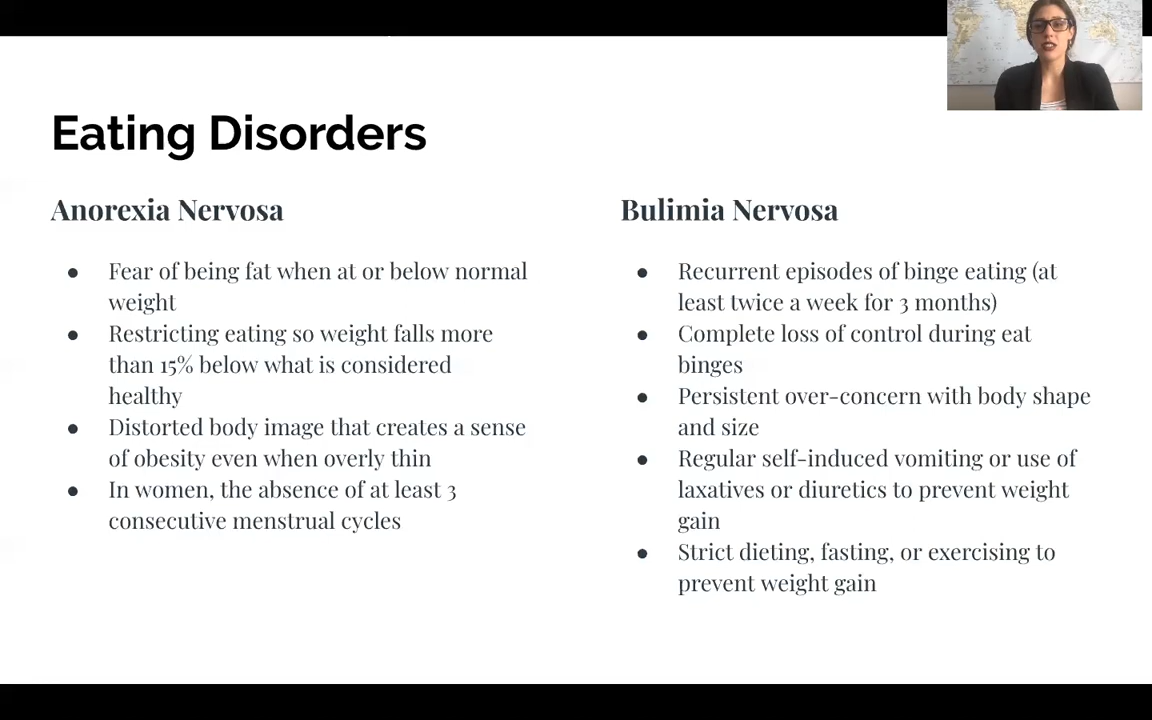 Eating Disorders
Anorexia Nervosa
● Fear of being fat when at or below normal
weight
● Restricting eating so weight falls more
than 15% below what is considered
healthy
● Distorted body image that creates a sense
of obesity even when overly thin
● In women, the absence of at least 3
consecutive menstrual cycles
Bulimia Nervosa
● Recurrent episodes of binge eating (at
least twice a week for 3 months)
● Complete loss of control during eat
binges
● Persistent over-concern with body shape
and size
● Regular self-induced vomiting or use of
laxatives or diuretics to prevent weight
gain
● Strict dieting, fasting, or exercising to
prevent weight gain